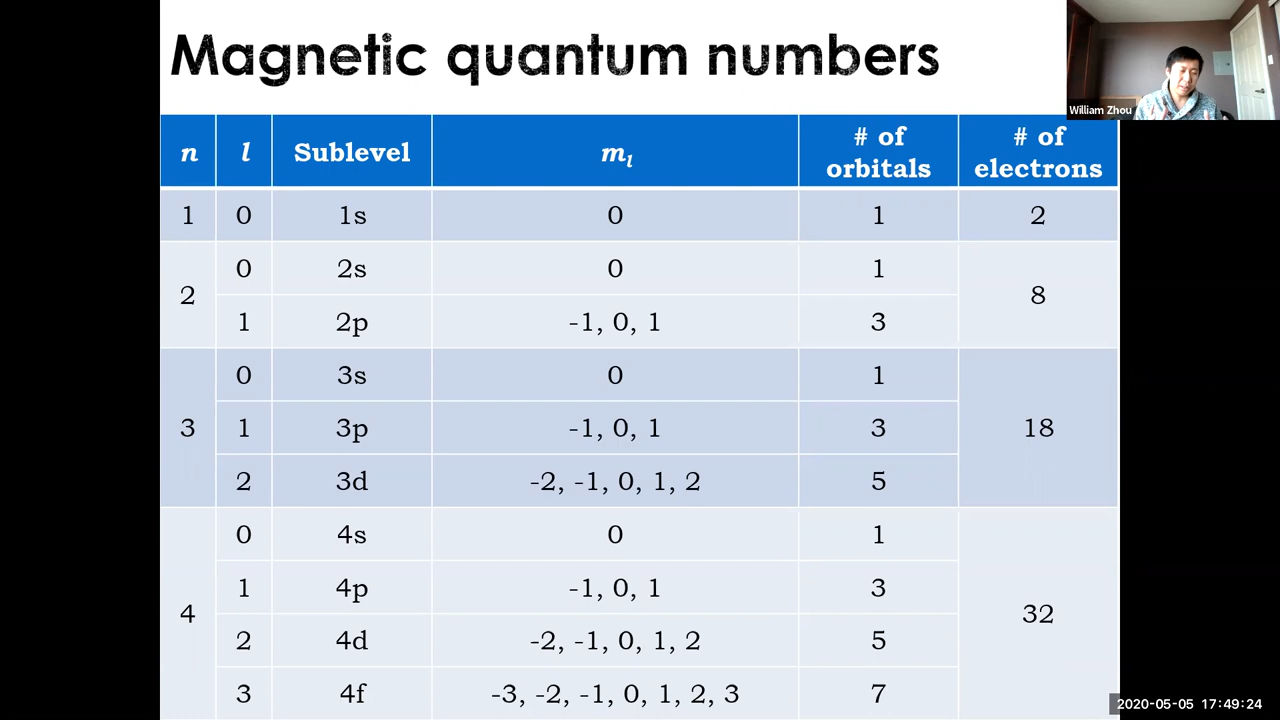 Magnetic quantum numbers
William Zhou
n l Sublevel m_l # of orbitals # of electrons
1 0 1s 0 1 2
2 0 2s 0 1 8
1 2p -1, 0, 1 3
3 0 3s 0 1 18
1 3p -1, 0, 1 3
2 3d -2, -1, 0, 1, 2 5
4 0 4s 0 1 32
1 4p -1, 0, 1 3
2 4d -2, -1, 0, 1, 2 5
3 4f -3, -2, -1, 0, 1, 2, 3 7
2020-05-05 17:49:24